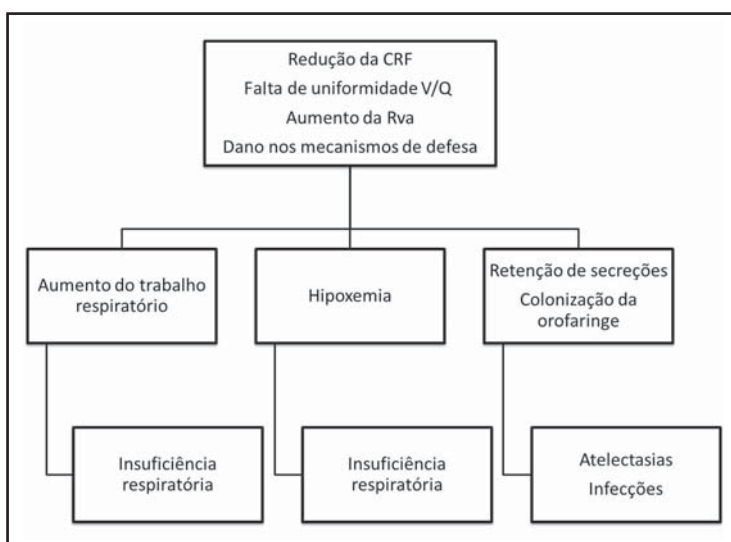 Redução da CRF
Falta de uniformidade V/Q
Aumento da Rva
Dano nos mecanismos de defesa
Aumento do trabalho
respiratório
Hipoxemia
Retenção de secreções
Colonização da
orofaringe
Insuficiência
respiratória
Insuficiência
respiratória
Atelectasias
Infecções